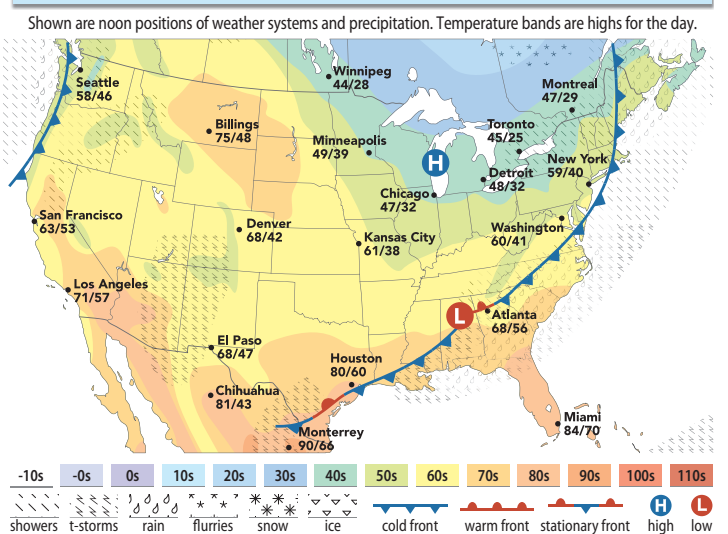 Shown are noon positions of weather systems and precipitation. Temperature bands are highs for the day.
Seattle
58/46
Winnipeg
44/28
Montreal
47/29
Billings
75/48
Minneapolis
49/39
Toronto
45/25
H
New York
59/40
Detroit
48/32
Chicago
47/32
San Francisco
63/53
Denver
68/42
Kansas City
61/38
Washington
60/41
Los Angeles
71/57
L
Atlanta
68/56
El Paso
68/47
Houston
80/60
Chihuahua
81/43
Miami
84/70
Monterrey
90/66
-10s -0s 0s 10s 20s 30s 40s 50s 60s 70s 80s 90s 100s 110s
H L
showers t-storms rain flurries snow ice cold front warm front stationary front high low